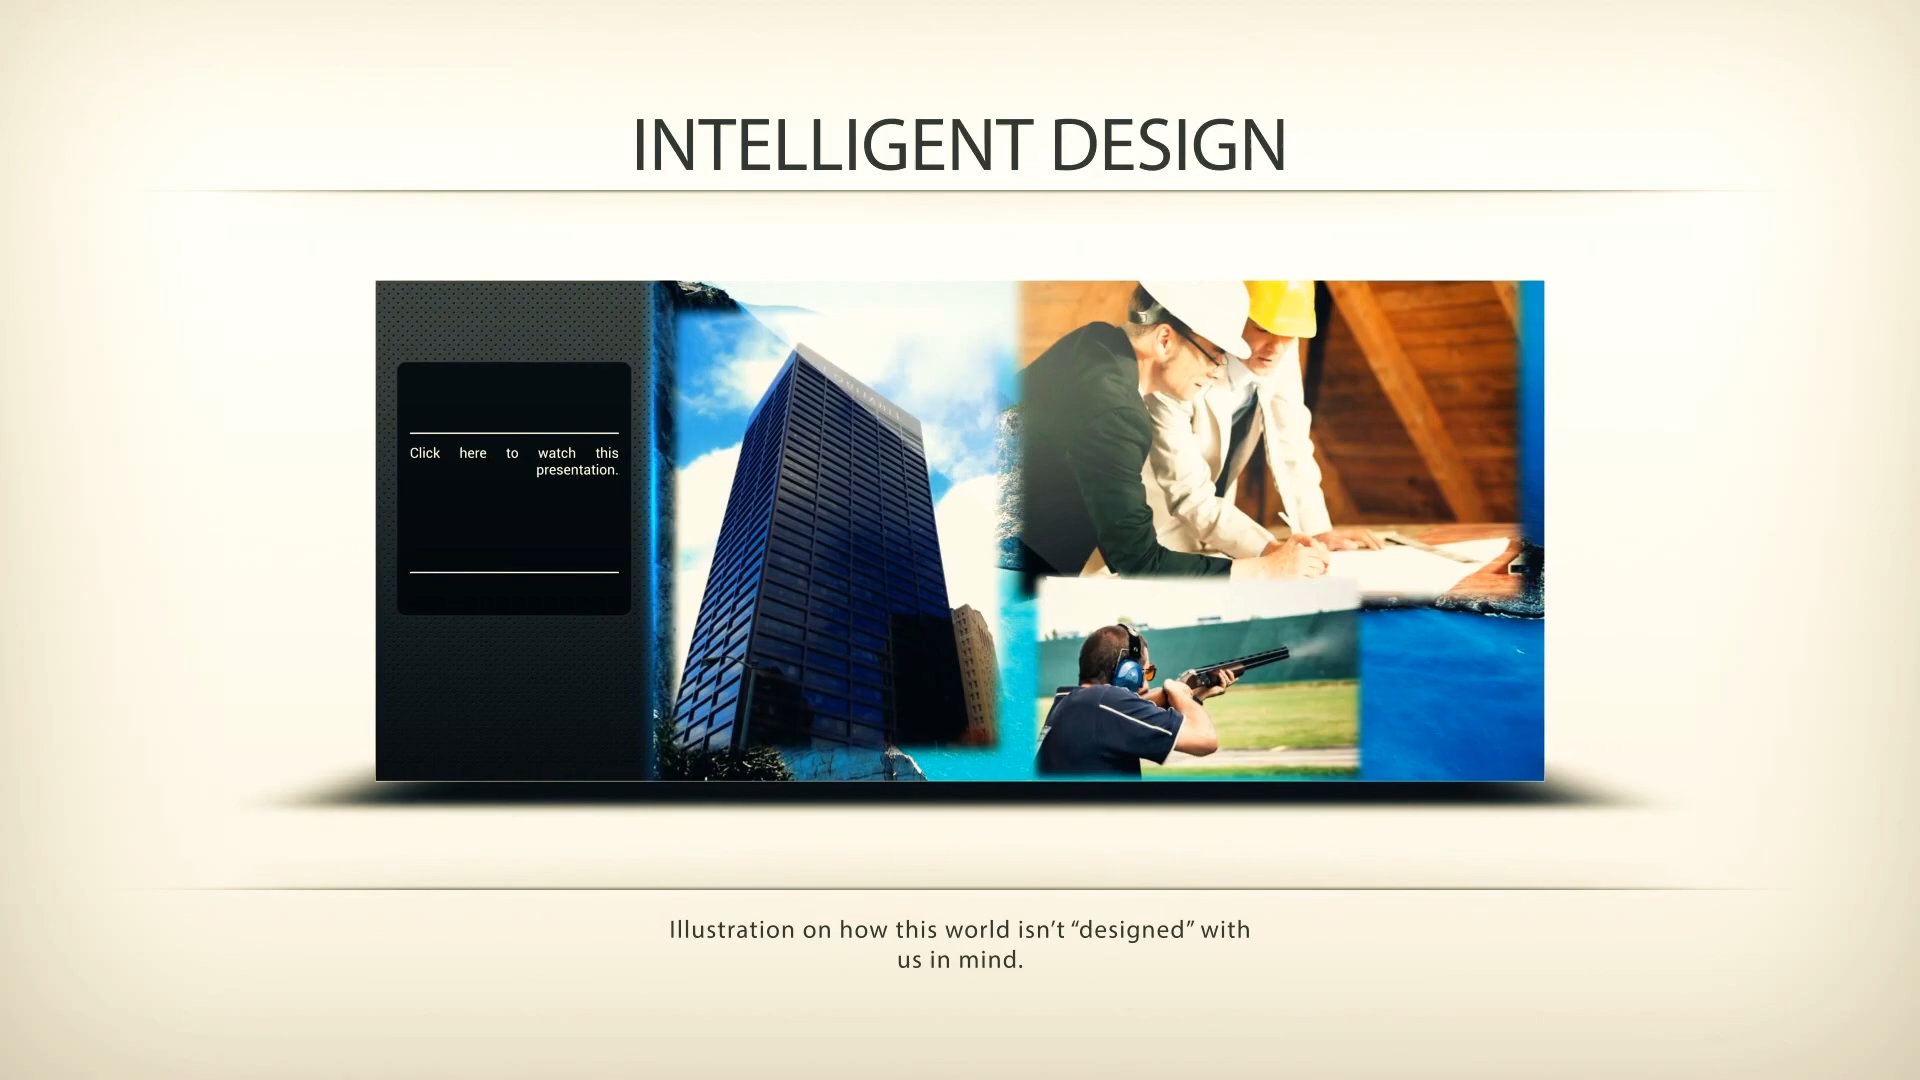 INTELLIGENT DESIGN
Click here to watch this
presentation.
EQUITABLE
Illustration on how this world isn’t “designed” with
us in mind.